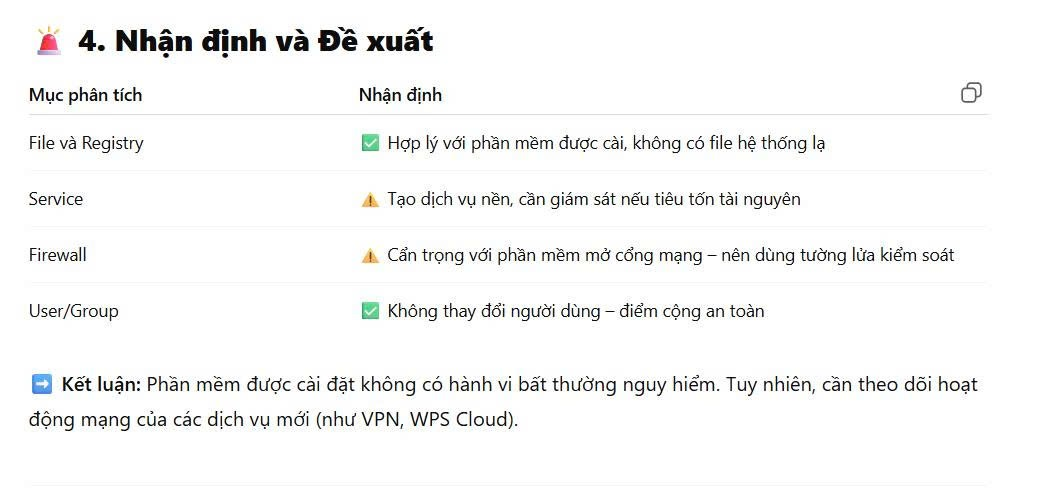 🚨 4. Nhận định và Đề xuất
Mục phân tích Nhận định
File và Registry ✅ Hợp lý với phần mềm được cài, không có file hệ thống lạ
Service ⚠️ Tạo dịch vụ nền, cần giám sát nếu tiêu tốn tài nguyên
Firewall ⚠️ Cẩn trọng với phần mềm mở cổng mạng – nên dùng tường lửa kiểm soát
User/Group ✅ Không thay đổi người dùng – điểm cộng an toàn
➡️ Kết luận: Phần mềm được cài đặt không có hành vi bất thường nguy hiểm. Tuy nhiên, cần theo dõi hoạt
động mạng của các dịch vụ mới (như VPN, WPS Cloud).